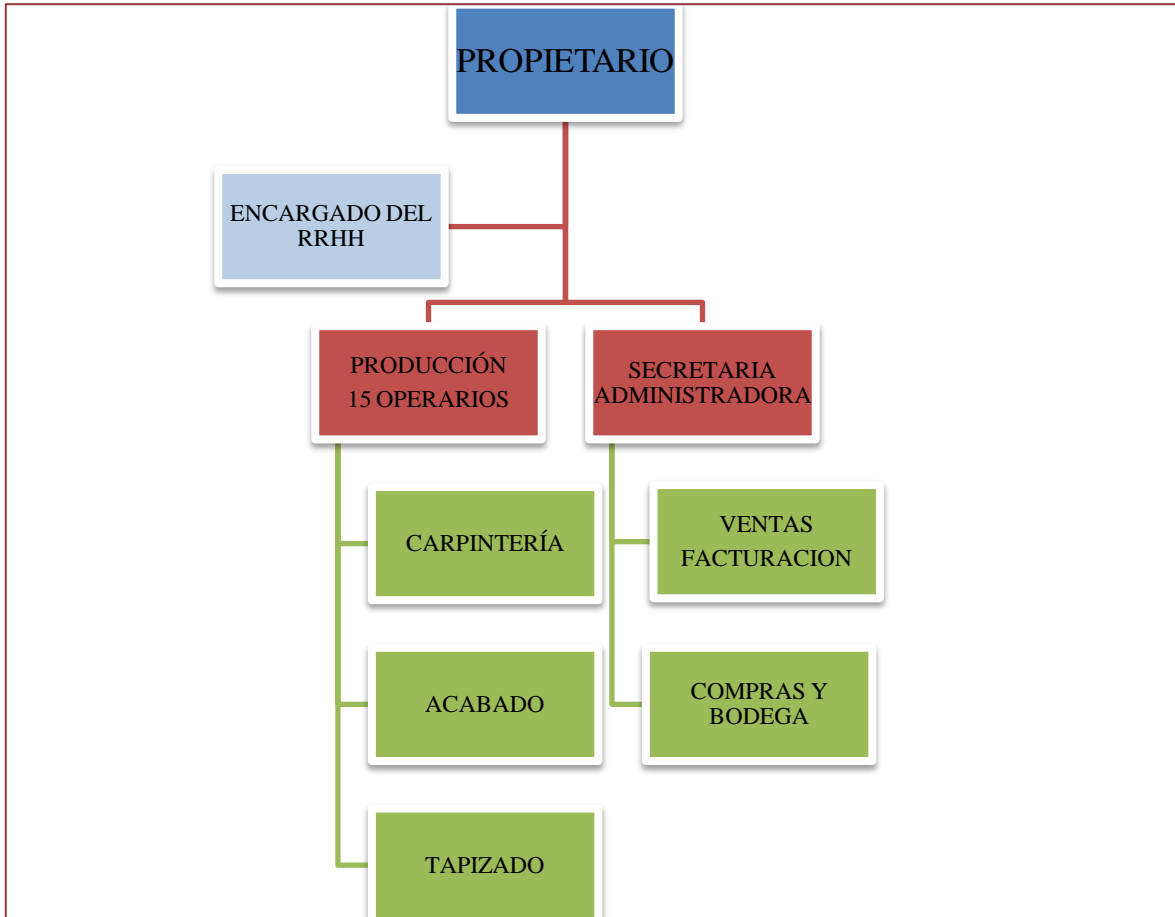 PROPIETARIO
ENCARGADO DEL
RRHH
PRODUCCIÓN
15 OPERARIOS
SECRETARIA
ADMINISTRADORA
CARPINTERÍA
VENTAS
FACTURACION
ACABADO
COMPRAS Y
BODEGA
TAPIZADO